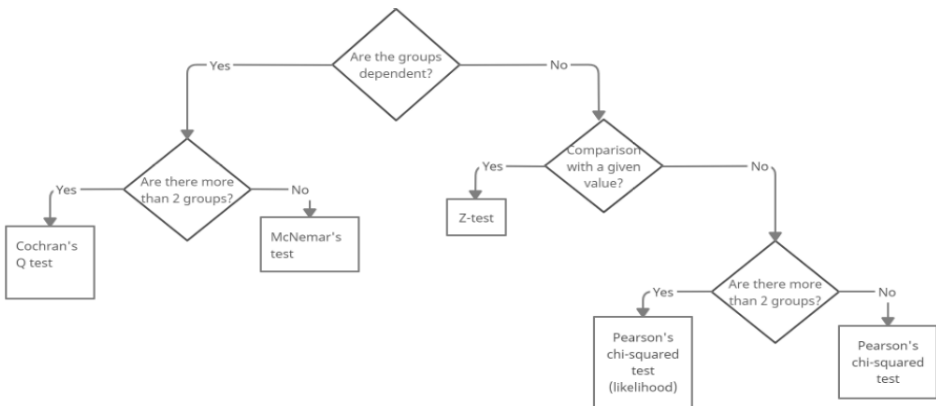 Are the groups
dependent?
Yes
No
Comparison
with a given
value?
Yes
No
Are there more
than 2 groups?
Yes
No
Cochran's
Q test
McNemar's
test
Z-test
Are there more
than 2 groups?
Yes
No
Pearson's
chi-squared
test
(likelihood)
Pearson's
chi-squared
test